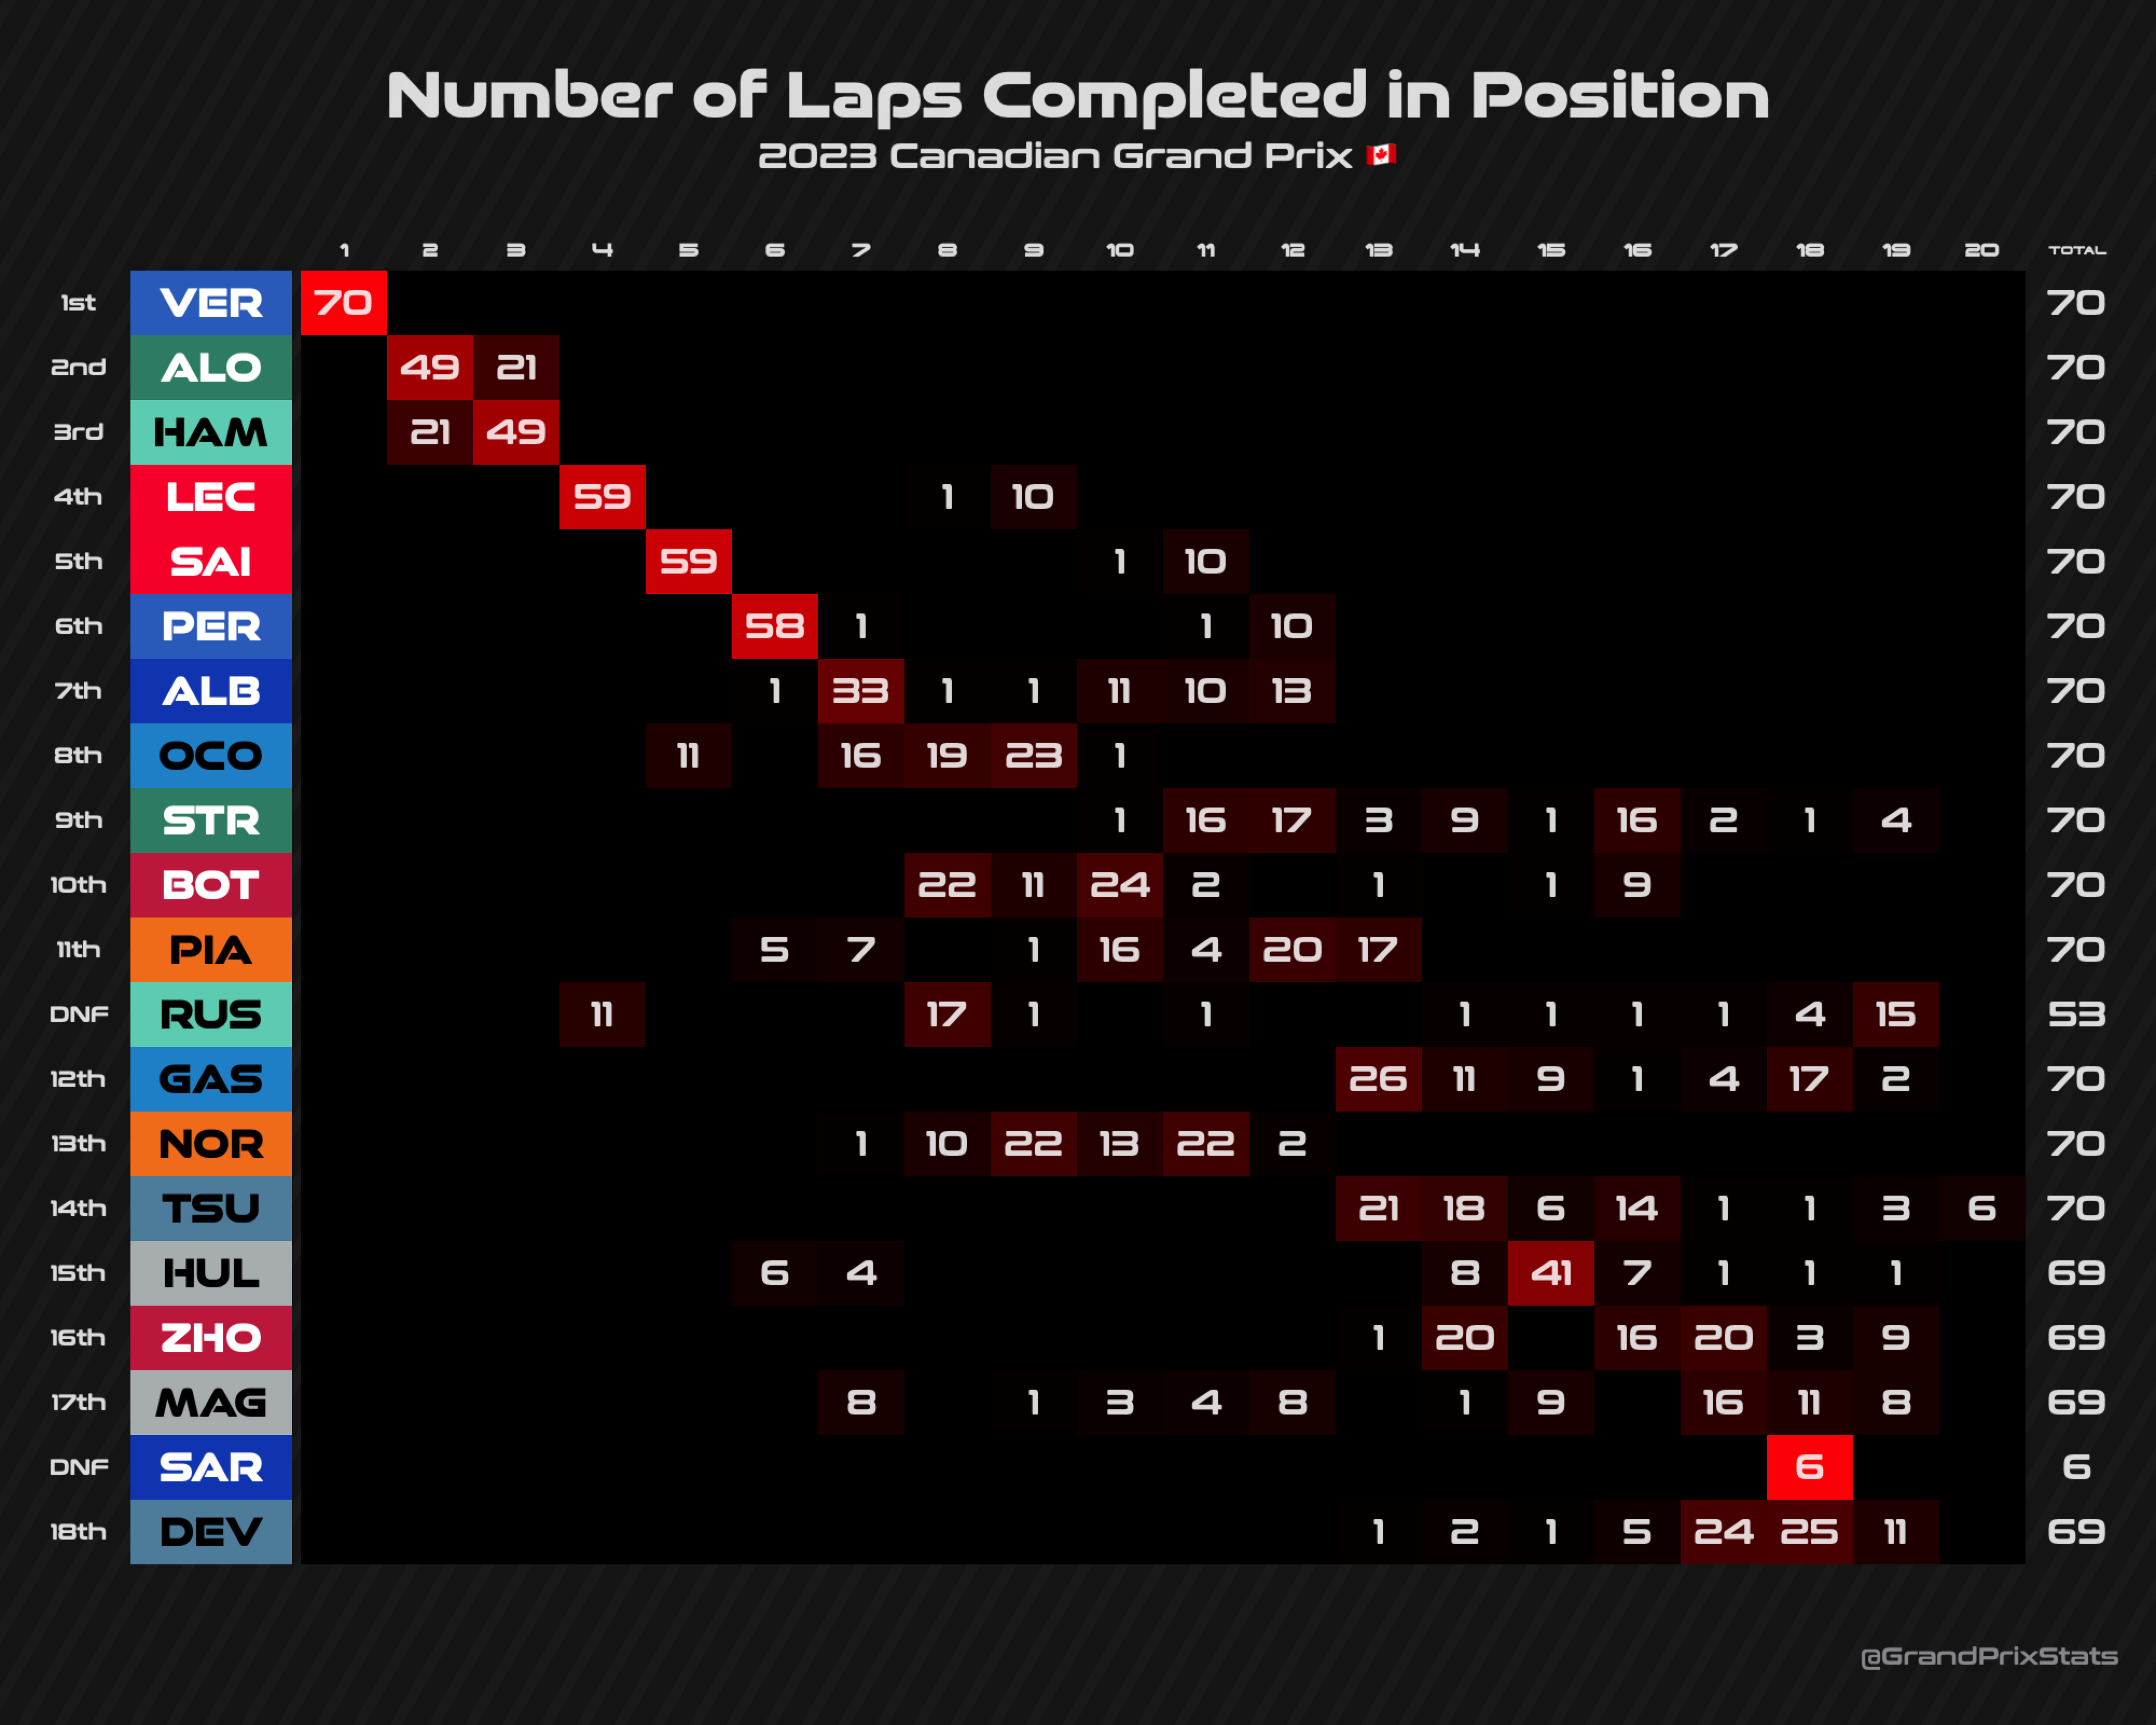 Number of Laps Completed in Position
2023 Canadian Grand Prix
1 2 3 4 5 6 7 8 9 10 11 12 13 14 15 16 17 18 19 20 TOTAL
1st VER 70 70
2nd ALO 49 21 70
3rd HAM 21 49 70
4th LEC 59 1 10 70
5th SAI 59 1 10 70
6th PER 58 1 1 10 70
7th ALB 1 33 1 1 11 10 13 70
8th OCO 11 16 19 23 1 70
9th STR 1 16 17 3 9 1 16 2 1 4 70
10th BOT 22 11 24 2 1 1 9 70
11th PIA 5 7 1 16 4 20 17 70
DNF RUS 11 17 1 1 1 1 1 1 4 15 53
12th GAS 26 11 9 1 4 17 2 70
13th NOR 1 10 22 13 22 2 70
14th TSU 21 18 6 14 1 1 3 6 70
15th HUL 6 4 8 41 7 1 1 1 69
16th ZHO 1 20 16 20 3 9 69
17th MAG 8 1 3 4 8 1 9 16 11 8 69
DNF SAR 6 6
18th DEV 1 2 1 5 24 25 11 69
@GrandPrixStats